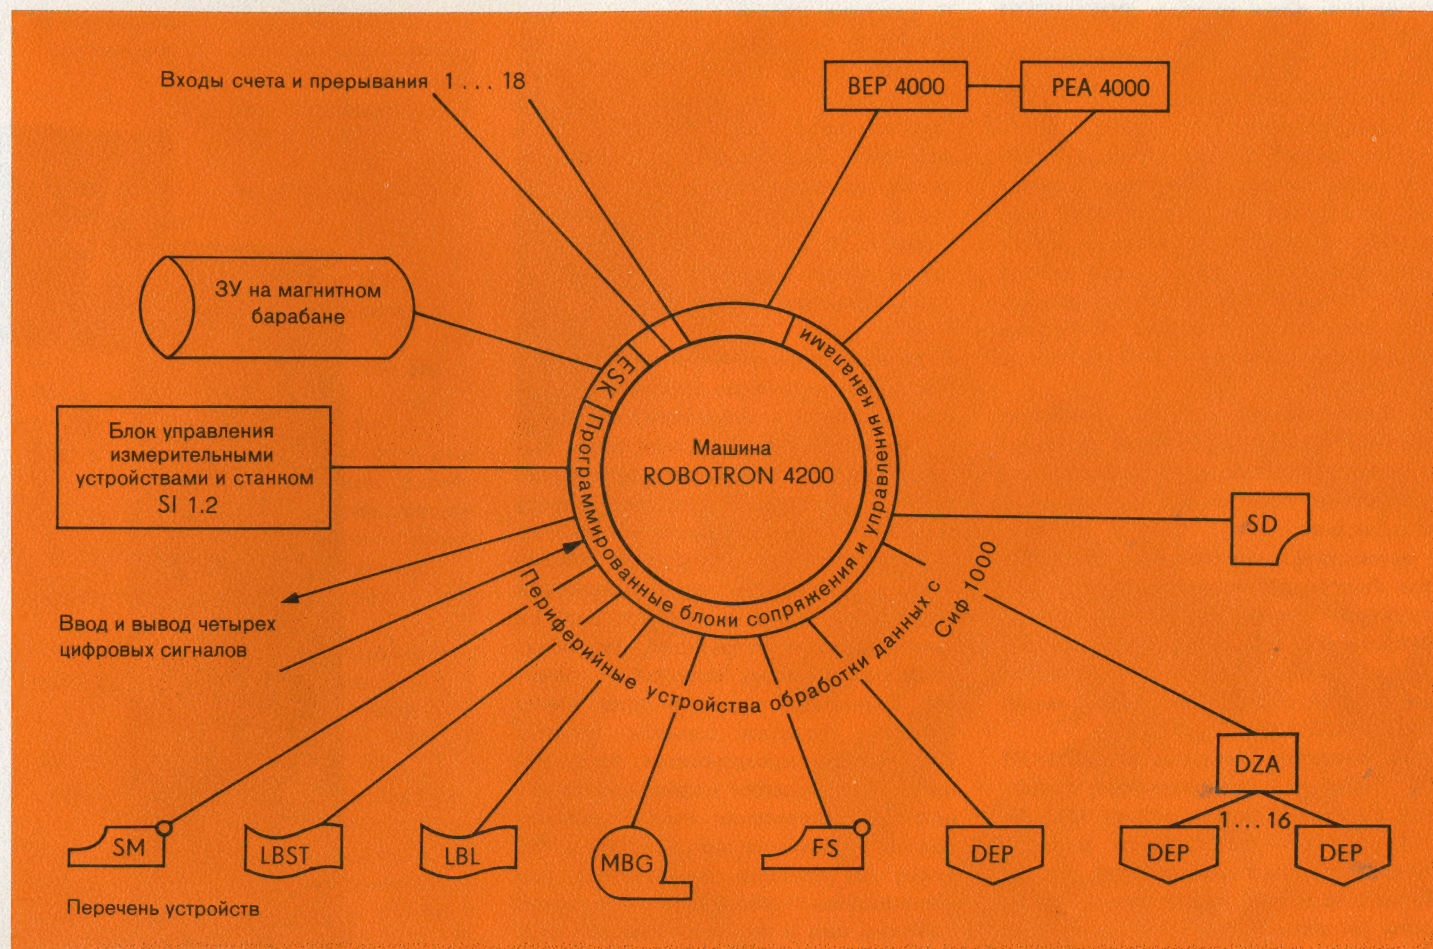 Входы счета и прерывания 1 . . . 18
BEP 4000
PEA 4000
ЗУ на магнитном
барабане
ESK
Программированные блоки сопряжения и управления каналами
Блок управления
измерительными
устройствами и станком
SI 1.2
Машина
ROBOTRON 4200
SD
Ввод и вывод четырех
цифровых сигналов
Периферийные устройства обработки данных с
Сиф 1000
DZA
1 . . . 16
SM
LBST
LBL
MBG
FS
DEP
DEP
DEP
Перечень устройств